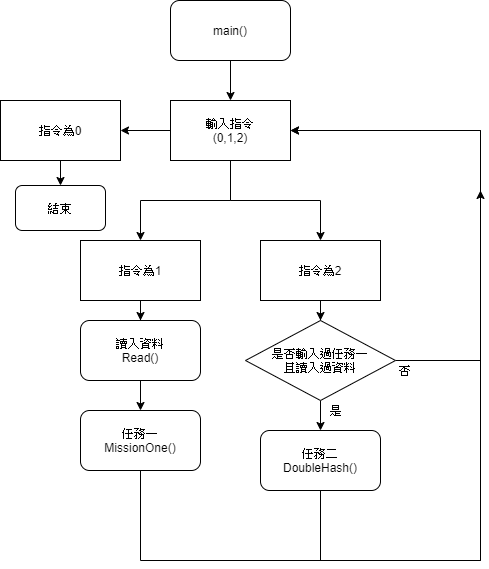 main()
輸入指令
(0,1,2)
指令為0
結束
指令為1
指令為2
讀入資料
Read()
是否輸入過任務一
且讀入過資料
否
是
任務一
MissionOne()
任務二
DoubleHash()